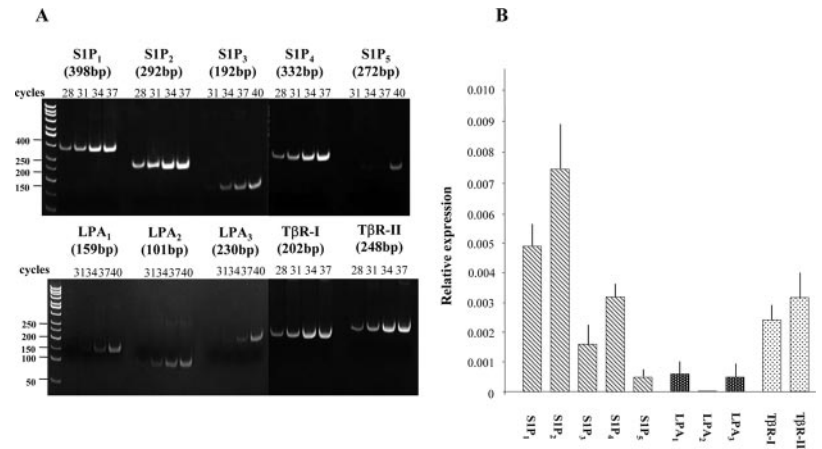 A
S1P1 S1P2 S1P3 S1P4 S1P5
(398bp) (292bp) (192bp) (332bp) (272bp)
cycles 28 31 34 37 28 31 34 37 31 34 37 40 28 31 34 37 31 34 37 40
400
250
200
150
LPA1 LPA2 LPA3 TβR-I TβR-II
(159bp) (101bp) (230bp) (202bp) (248bp)
cycles 31343740 31343740 31343740 28 31 34 37 28 31 34 37
250
200
150
100
50
B
Relative expression
0.010
0.009
0.008
0.007
0.006
0.005
0.003
0.002
0.001
0
S1P1 S1P2 S1P3 S1P4 S1P5 LPA1 LPA2 LPA3 TβR-I TβR-II